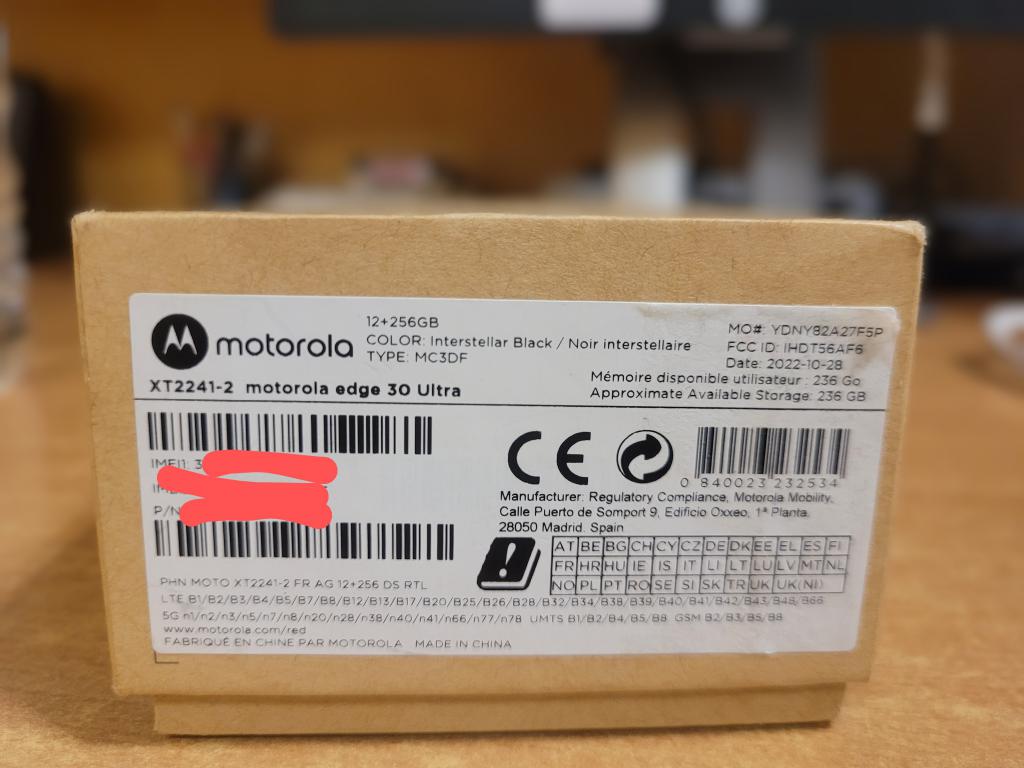 motorola
12+256GB
COLOR: Interstellar Black / Noir interstellaire
TYPE: MC3DF
MO#: YDNY82A27F5P
FCC ID: IHDT56AF6
Date: 2022-10-28
Mémoire disponible utilisateur : 236 Go
Approximate Available Storage: 236 GB
XT2241-2 motorola edge 30 Ultra
IMEI1: 3
P/N
CE
0 840023 232534
Manufacturer: Regulatory Compliance, Motorola Mobility,
Calle Puerto de Somport 9, Edificio Oxxeo, 1ª Planta,
28050 Madrid. Spain
AT BE BG CH CY CZ DE DK EE EL ES FI
FR HR HU IE IS IT LI LT LU LV MT NL
NO PL PT RO SE SI SK TR UK UK(NI)
PHN MOTO XT2241-2 FR AG 12+256 DS RTL
LTE B1/B2/B3/B4/B5/B7/B8/B12/B13/B17/B20/B25/B26/B28/B32/B34/B38/B39/B40/B41/B42/B43/B48/B66
5G n1/n2/n3/n5/n7/n8/n20/n28/n38/n40/n41/n66/n77/n78 UMTS B1/B2/B4/B5/B8 GSM B2/B3/B5/B8
www.motorola.com/red
FABRIQUÉ EN CHINE PAR MOTOROLA MADE IN CHINA